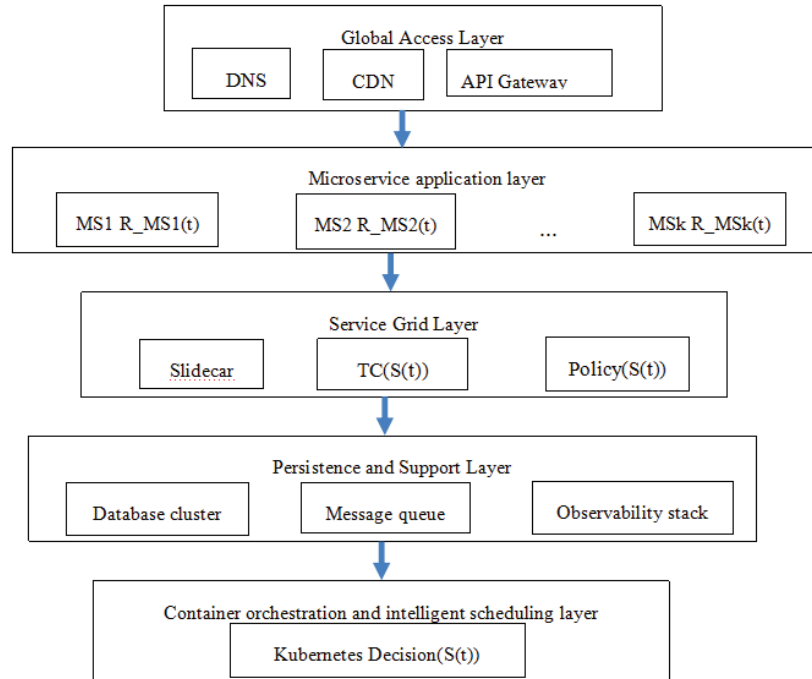 Global Access Layer
DNS
CDN
API Gateway
Microservice application layer
MS1 R_MS1(t)
MS2 R_MS2(t)
...
MSk R_MSk(t)
Service Grid Layer
Slidecar
TC(S(t))
Policy(S(t))
Persistence and Support Layer
Database cluster
Message queue
Observability stack
Container orchestration and intelligent scheduling layer
Kubernetes Decision(S(t))